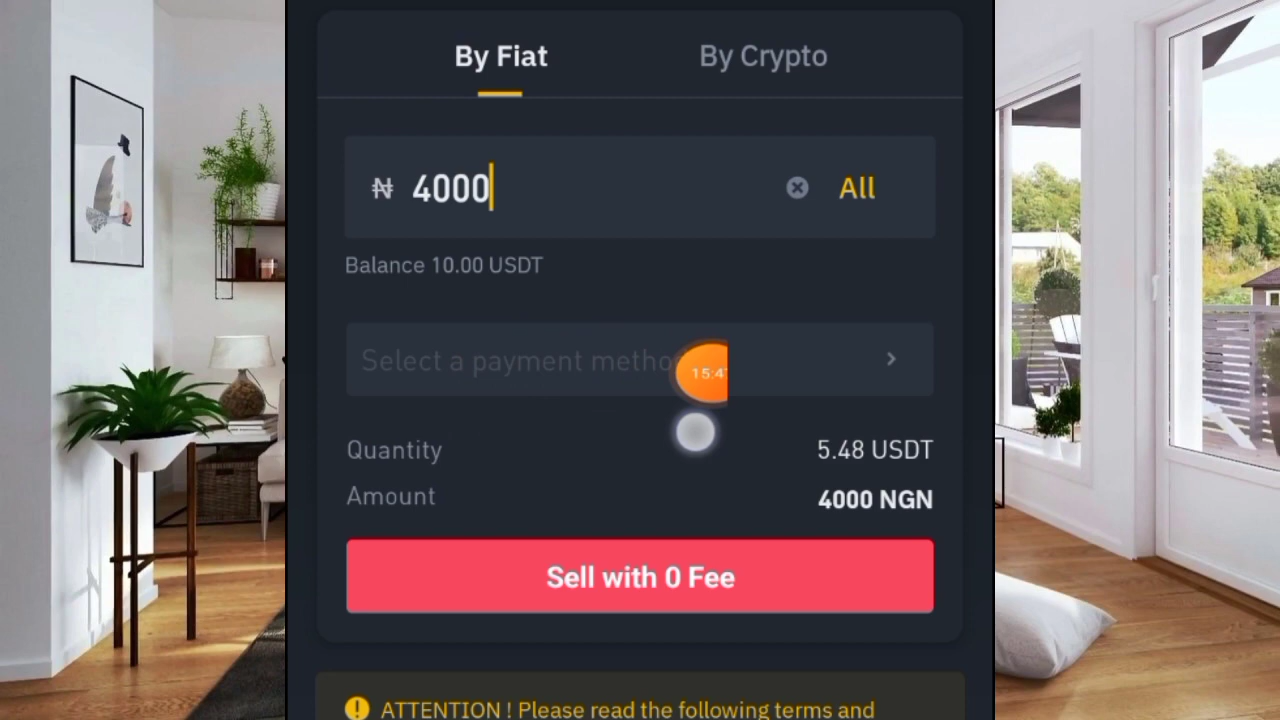 By Fiat By Crypto
₦ 4000 All
Balance 10.00 USDT
Select a payment
15:4
Quantity 5.48 USDT
Amount 4000 NGN
Sell with 0 Fee
ATTENTION ! Please read the following terms and